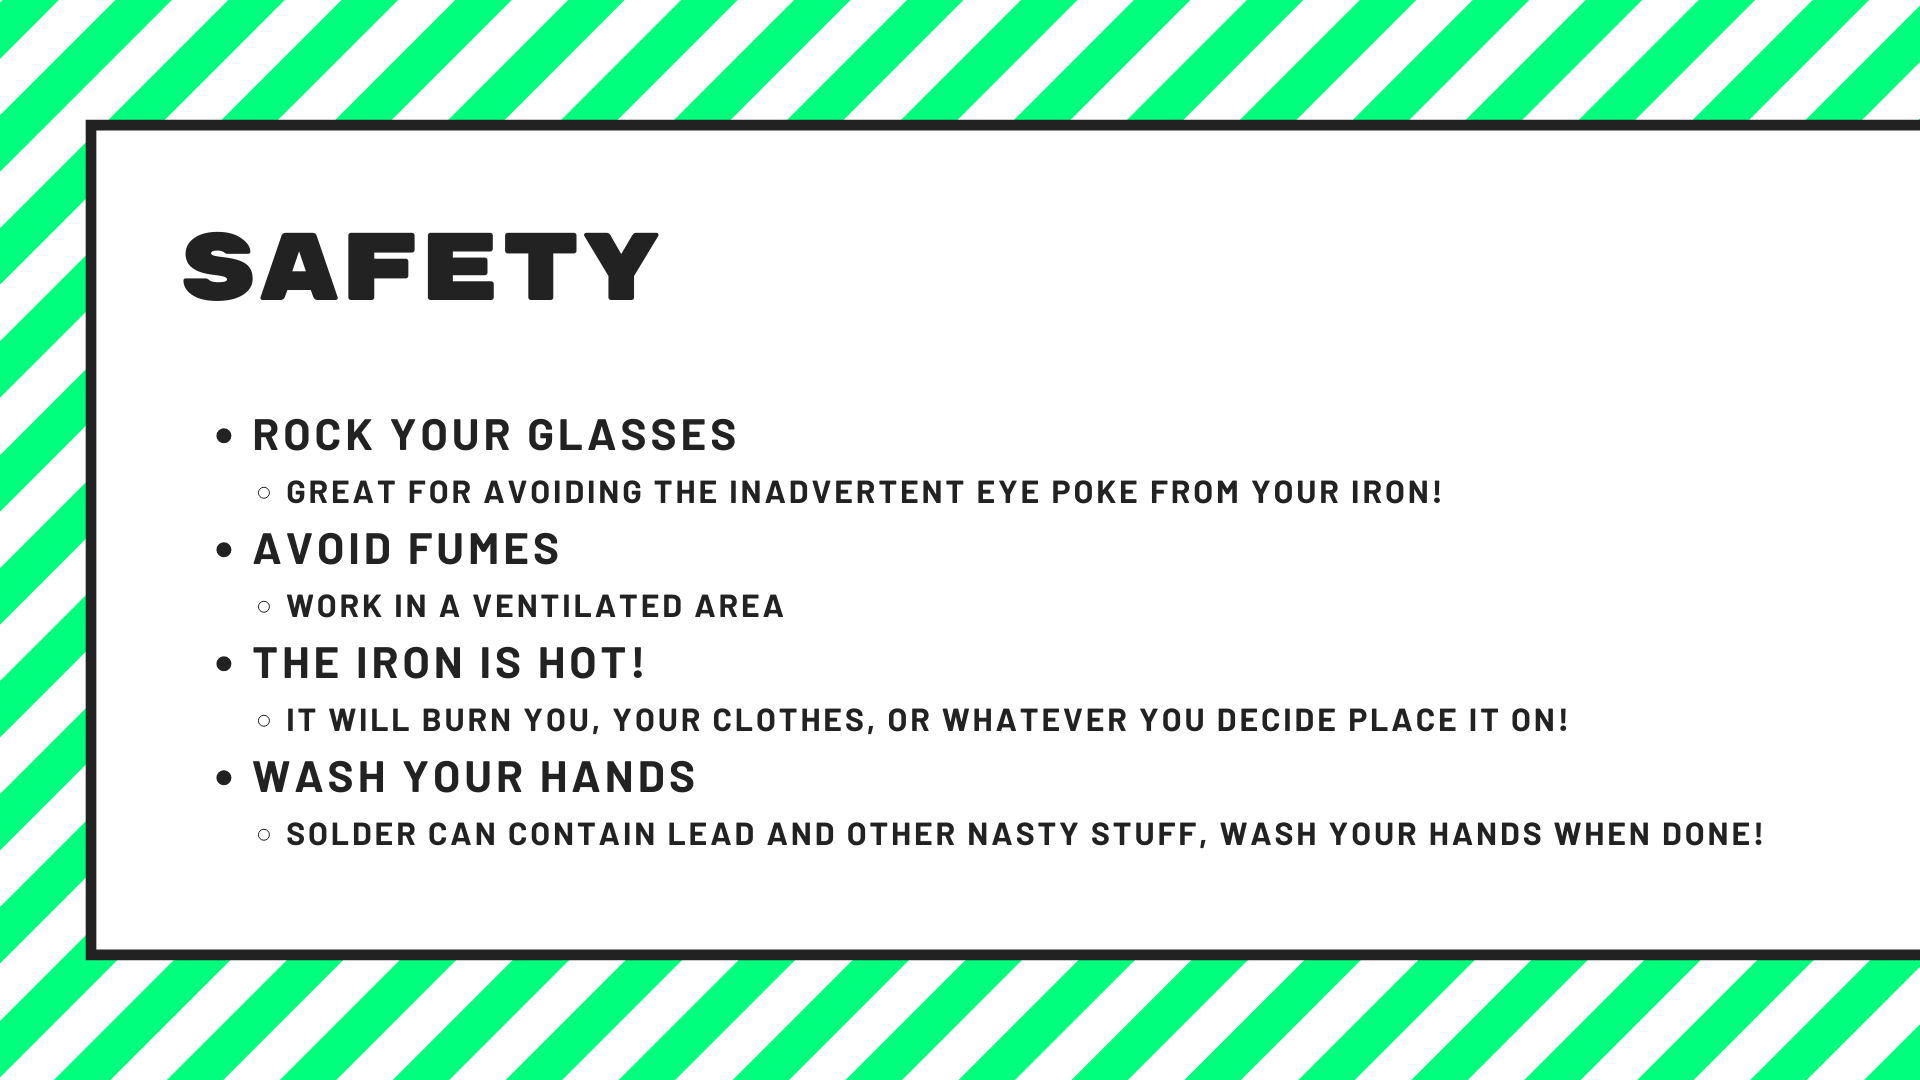 SAFETY
• ROCK YOUR GLASSES
○ GREAT FOR AVOIDING THE INADVERTENT EYE POKE FROM YOUR IRON!
• AVOID FUMES
○ WORK IN A VENTILATED AREA
• THE IRON IS HOT!
○ IT WILL BURN YOU, YOUR CLOTHES, OR WHATEVER YOU DECIDE PLACE IT ON!
• WASH YOUR HANDS
○ SOLDER CAN CONTAIN LEAD AND OTHER NASTY STUFF, WASH YOUR HANDS WHEN DONE!